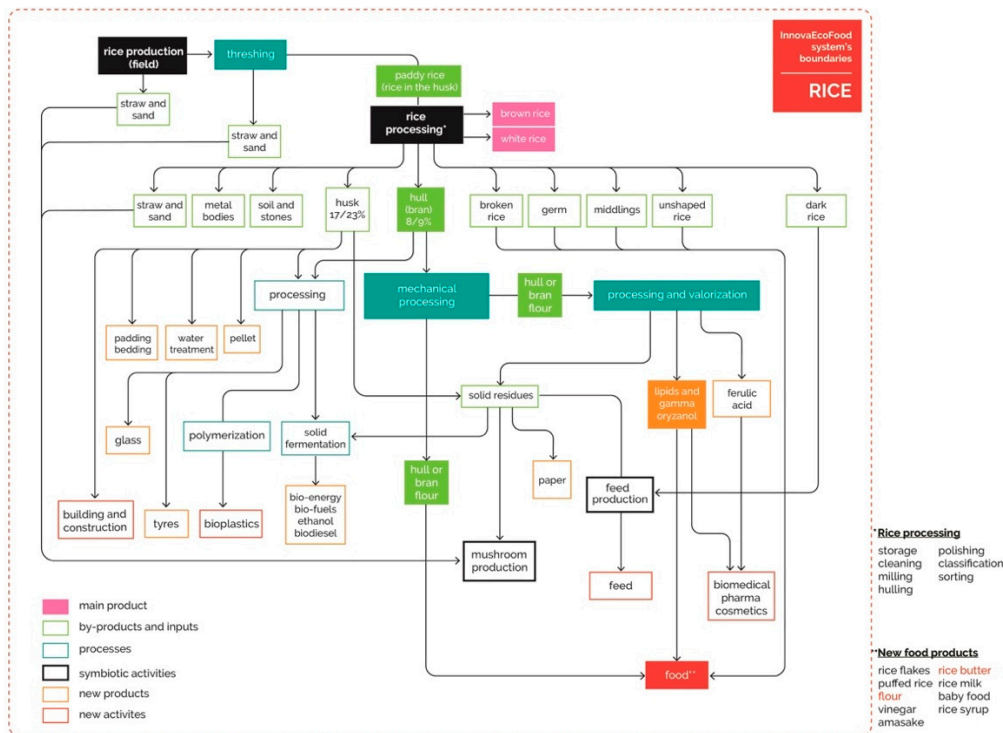 InnovaEcoFood
system's
boundaries
RICE
rice production
(field)
threshing
paddy rice
(rice in the husk)
straw and
sand
rice
processing*
brown rice
white rice
straw and
sand
straw and
sand
metal
bodies
soil and
stones
husk
17/23%
hull
(bran)
8/9%
broken
rice
germ
middlings
unshaped
rice
dark
rice
processing
mechanical
processing
hull or
bran
flour
processing and valorization
padding
bedding
water
treatment
pellet
solid residues
lipids and
gamma
oryzanol
ferulic
acid
glass
polymerization
solid
fermentation
hull or
bran
flour
paper
feed
production
building and
construction
tyres
bioplastics
bio-energy
bio-fuels
ethanol
biodiesel
mushroom
production
feed
biomedical
pharma
cosmetics
food**
main product
by-products and inputs
processes
symbiotic activities
new products
new activites
*Rice processing
storage polishing
cleaning classification
milling sorting
hulling
**New food products
rice flakes rice butter
puffed rice rice milk
flour baby food
vinegar rice syrup
amasake